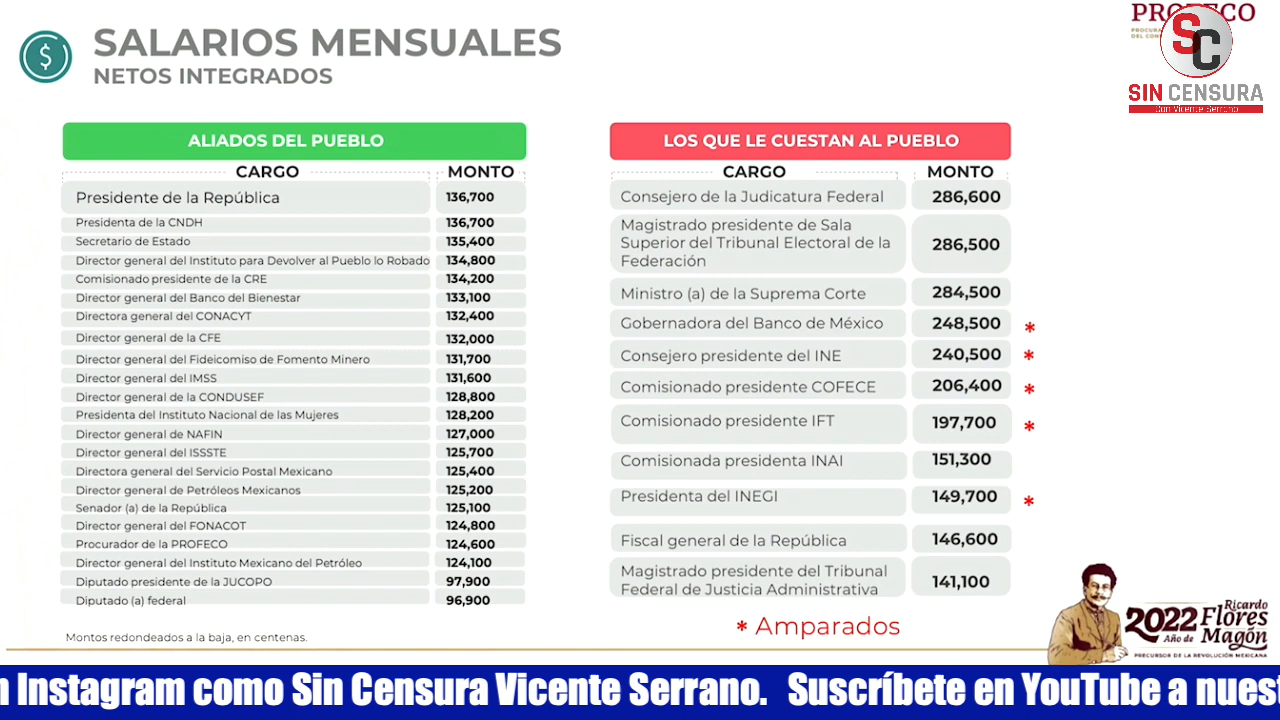 SALARIOS MENSUALES
NETOS INTEGRADOS
PROFECO
SC
SIN CENSURA
Con Vicente Serrano
ALIADOS DEL PUEBLO
CARGO MONTO
Presidente de la República 136,700
Presidenta de la CNDH 136,700
Secretario de Estado 135,400
Director general del Instituto para Devolver al Pueblo lo Robado 134,800
Comisionado presidente de la CRE 134,200
Director general del Banco del Bienestar 133,100
Directora general del CONACYT 132,400
Director general de la CFE 132,000
Director general del Fideicomiso de Fomento Minero 131,700
Director general del IMSS 131,600
Director general de la CONDUSEF 128,800
Presidenta del Instituto Nacional de las Mujeres 128,200
Director general de NAFIN 127,000
Director general del ISSSTE 125,700
Directora general del Servicio Postal Mexicano 125,400
Director general de Petróleos Mexicanos 125,200
Senador (a) de la República 125,100
Director general del FONACOT 124,800
Procurador de la PROFECO 124,600
Director general del Instituto Mexicano del Petróleo 124,100
Diputado presidente de la JUCOPO 97,900
Diputado (a) federal 96,900
Montos redondeados a la baja, en centenas.
LOS QUE LE CUESTAN AL PUEBLO
CARGO MONTO
Consejero de la Judicatura Federal 286,600
Magistrado presidente de Sala
Superior del Tribunal Electoral de la 286,500
Federación
Ministro (a) de la Suprema Corte 284,500
Gobernadora del Banco de México 248,500 *
Consejero presidente del INE 240,500 *
Comisionado presidente COFECE 206,400 *
Comisionado presidente IFT 197,700 *
Comisionada presidenta INAI 151,300
Presidenta del INEGI 149,700 *
Fiscal general de la República 146,600
Magistrado presidente del Tribunal
Federal de Justicia Administrativa 141,100
* Amparados
2022 Ricardo
Flores
Año de Magón
PRECURSOR DE LA REVOLUCIÓN MEXICANA
n Instagram como Sin Censura Vicente Serrano. Suscríbete en YouTube a nuest